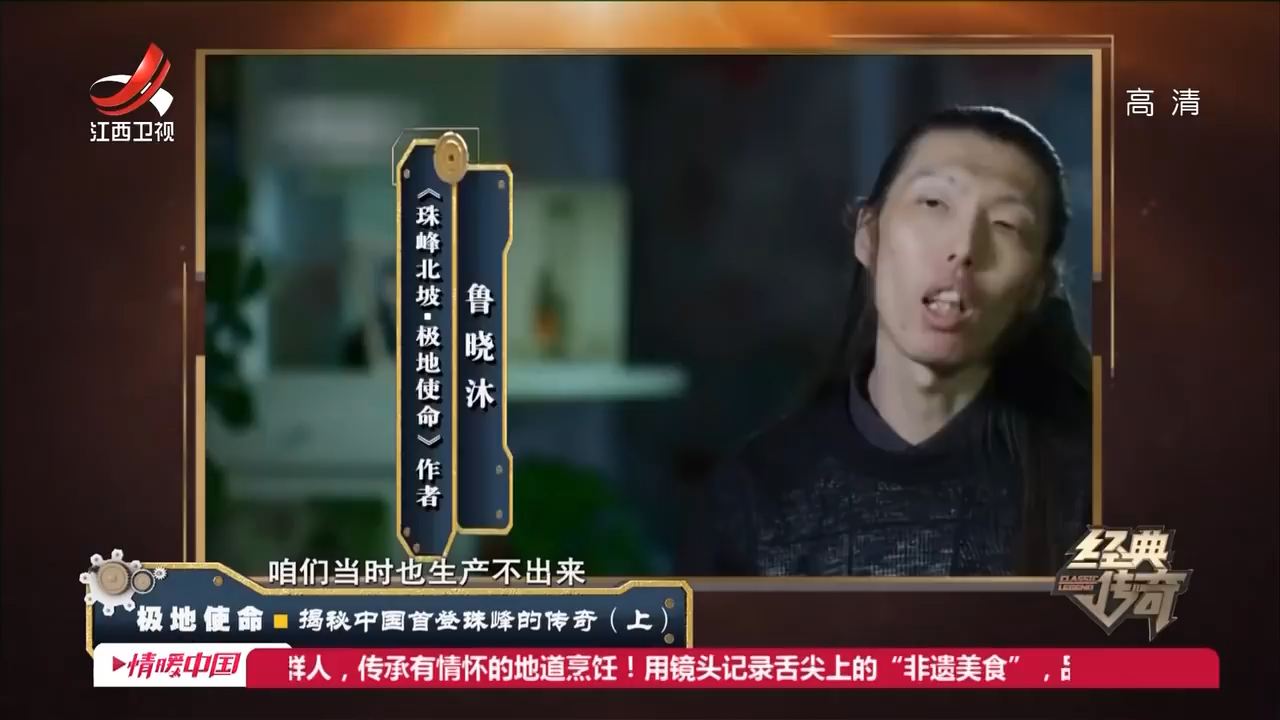 江西卫视
高清
《珠峰北坡·极地使命》作者
鲁晓沐
咱们当时也生产不出来
极地使命 揭秘中国首登珠峰的传奇（上）
经典传奇
CLASSIC LEGEND
情暖中国
群人，传承有情怀的地道烹饪！用镜头记录舌尖上的“非遗美食”，品